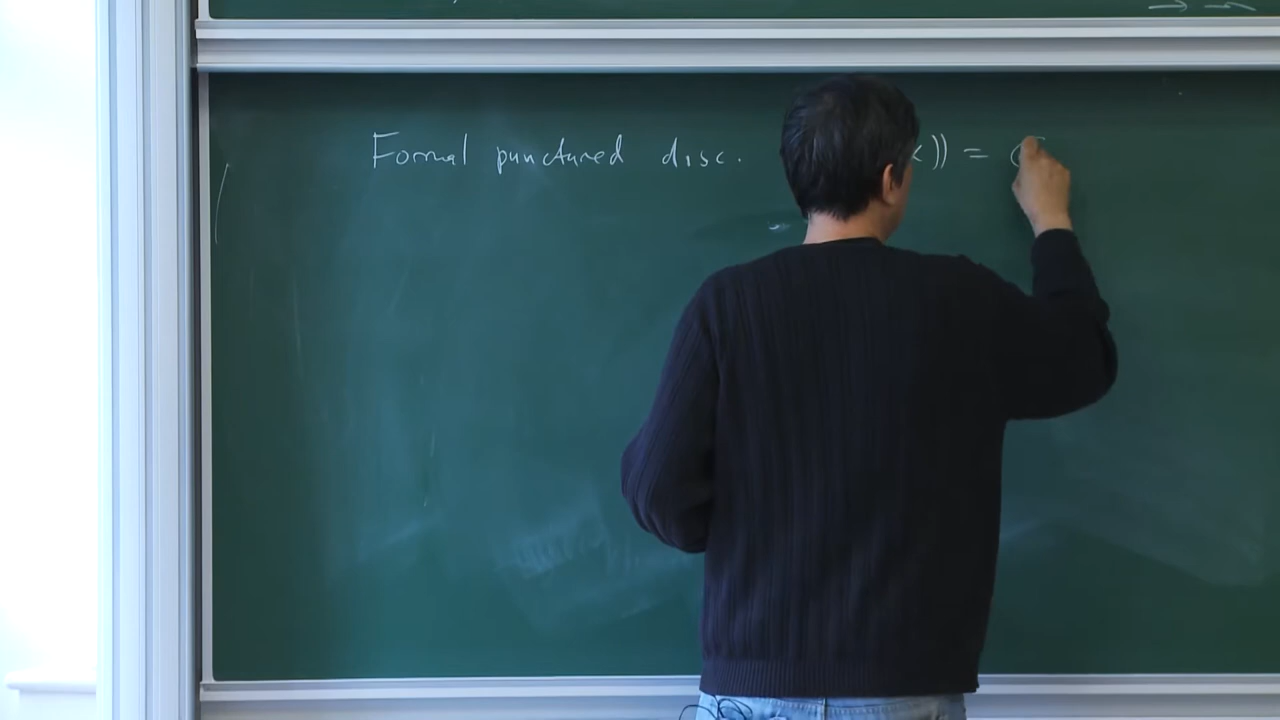 Formal punctured disc. )) =